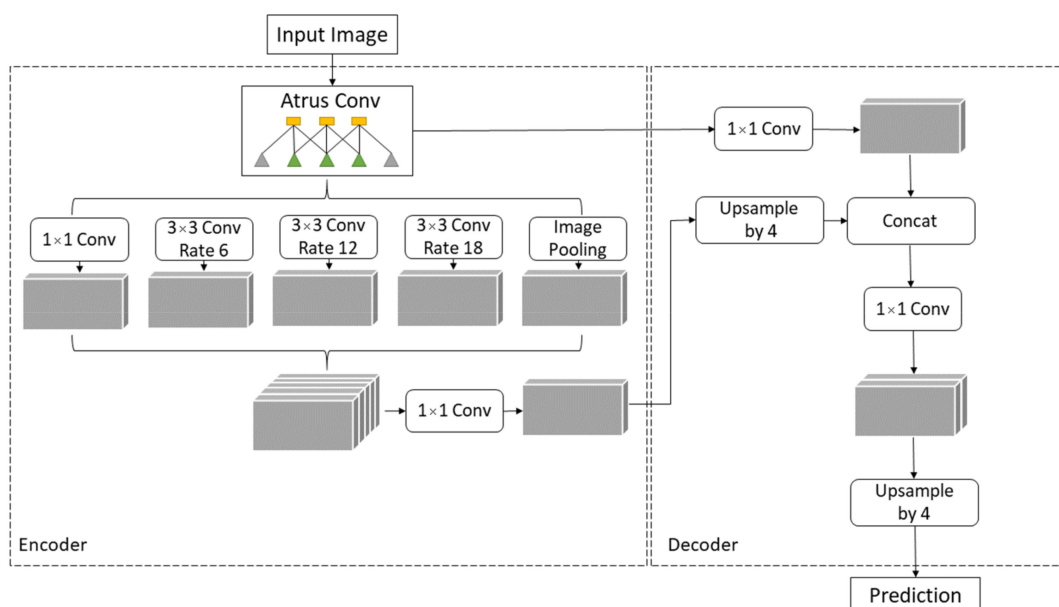 Input Image
Atrus Conv
1×1 Conv
3×3 Conv
Rate 6
3×3 Conv
Rate 12
3×3 Conv
Rate 18
Image
Pooling
1×1 Conv
Encoder
1×1 Conv
Upsample
by 4
Concat
1×1 Conv
Upsample
by 4
Decoder
Prediction